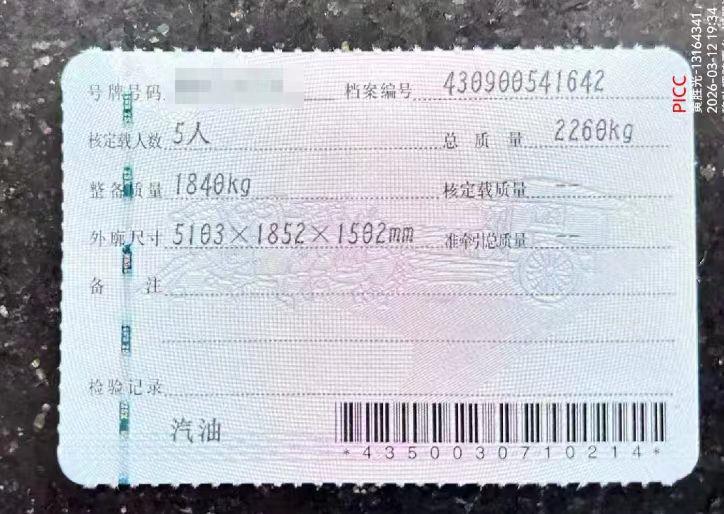 号牌号码 档案编号 430900541642
核定载人数 5人 总质量 2260kg
整备质量 1840kg 核定载质量 --
外廓尺寸 5103×1852×1502mm 准牵引总质量 --
备注
检验记录
汽油
*4350030710214*
PICC
2026-03-12 19:34